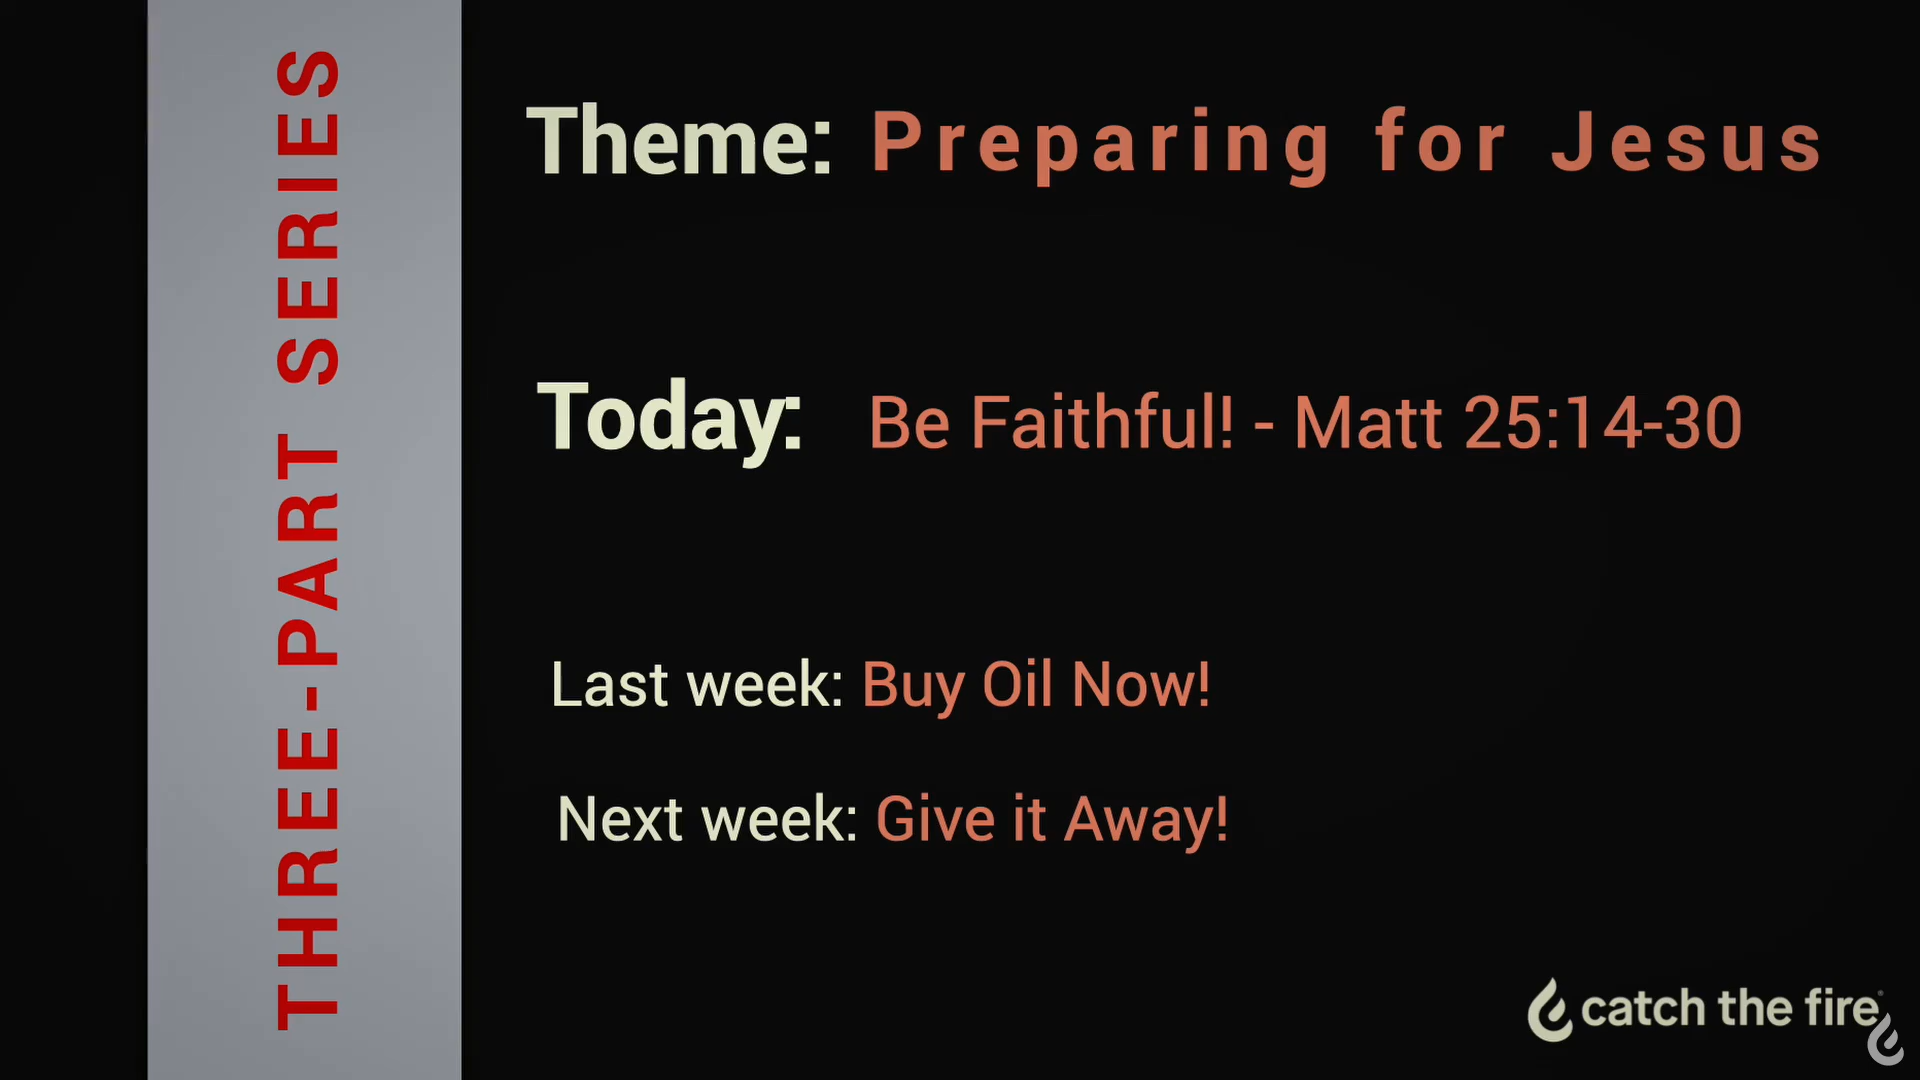 THREE-PART SERIES
Theme: Preparing for Jesus
Today: Be Faithful! - Matt 25:14-30
Last week: Buy Oil Now!
Next week: Give it Away!
catch the fire